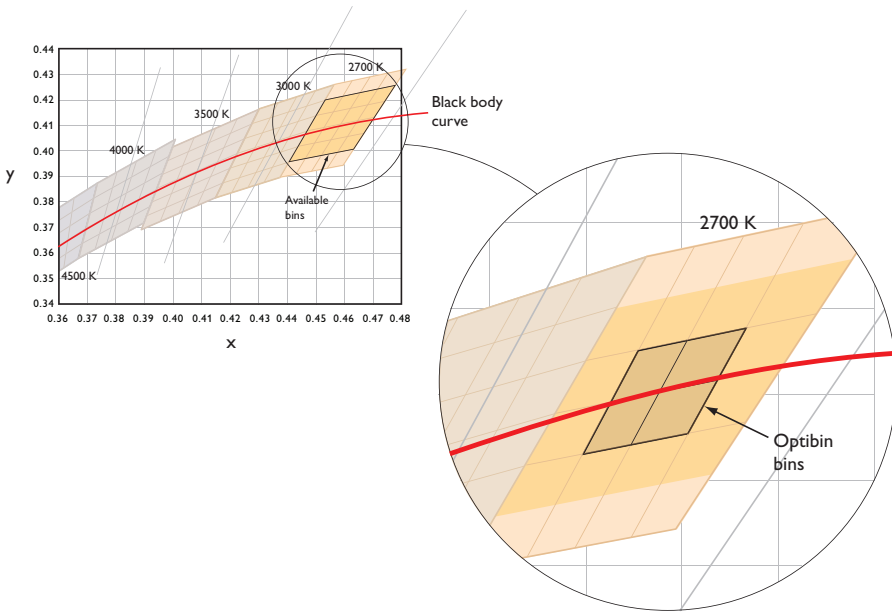 0.44
0.43
0.42
0.41
0.40
0.39
0.38
0.37
0.36
0.35
0.34
y
2700 K
3000 K
3500 K
4000 K
4500 K
Black body
curve
Available
bins
0.36 0.37 0.38 0.39 0.40 0.41 0.42 0.43 0.44 0.45 0.46 0.47 0.48
x
2700 K
Optibin
bins